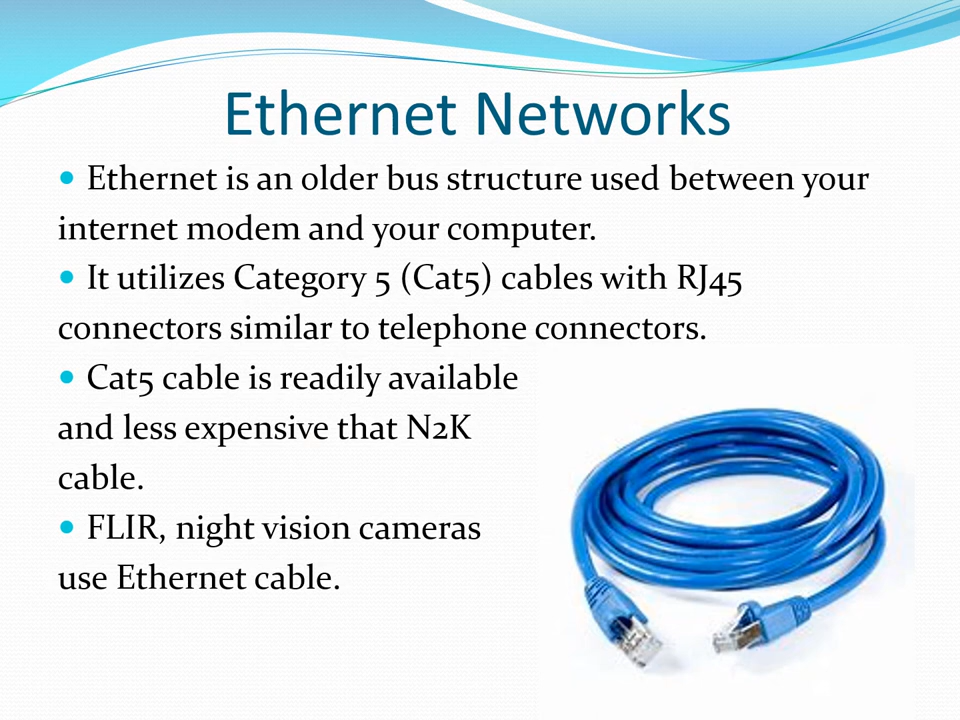 Ethernet Networks
• Ethernet is an older bus structure used between your
internet modem and your computer.
• It utilizes Category 5 (Cat5) cables with RJ45
connectors similar to telephone connectors.
• Cat5 cable is readily available
and less expensive that N2K
cable.
• FLIR, night vision cameras
use Ethernet cable.